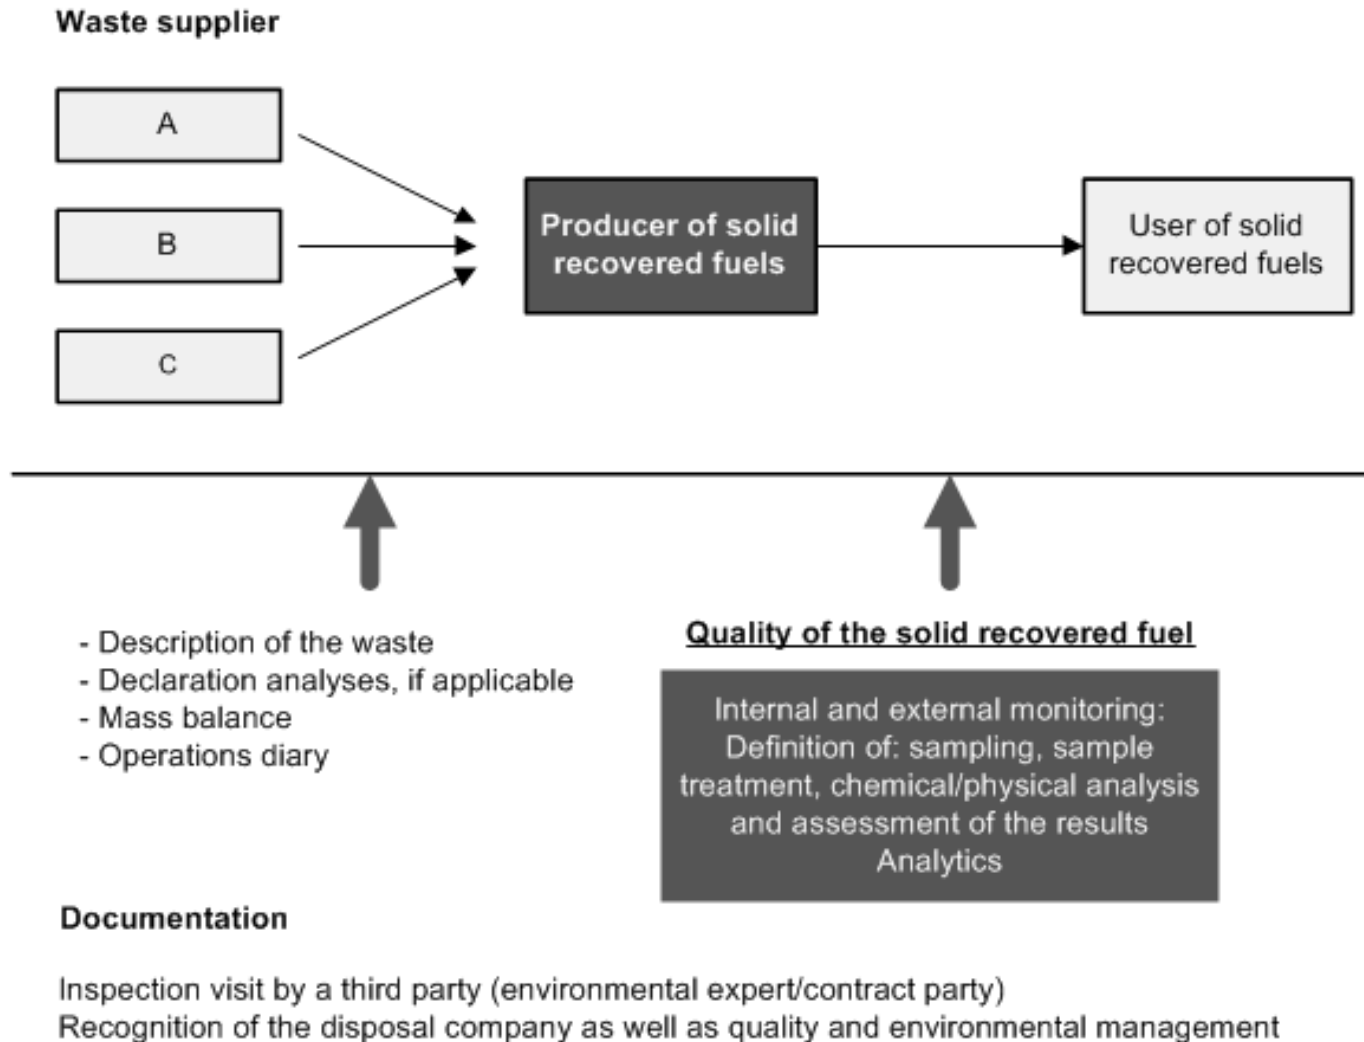 Waste supplier
A
B
C
Producer of solid
recovered fuels
User of solid
recovered fuels
- Description of the waste
- Declaration analyses, if applicable
- Mass balance
- Operations diary
Quality of the solid recovered fuel
Internal and external monitoring:
Definition of: sampling, sample
treatment, chemical/physical analysis
and assessment of the results
Analytics
Documentation
Inspection visit by a third party (environmental expert/contract party)
Recognition of the disposal company as well as quality and environmental management